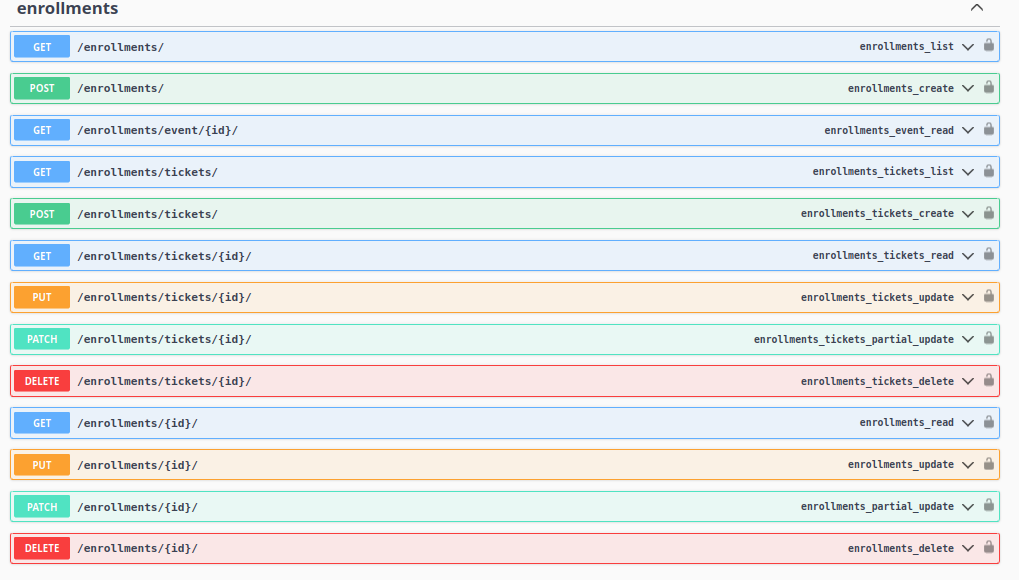 enrollments
GET /enrollments/ enrollments_list
POST /enrollments/ enrollments_create
GET /enrollments/event/{id}/ enrollments_event_read
GET /enrollments/tickets/ enrollments_tickets_list
POST /enrollments/tickets/ enrollments_tickets_create
GET /enrollments/tickets/{id}/ enrollments_tickets_read
PUT /enrollments/tickets/{id}/ enrollments_tickets_update
PATCH /enrollments/tickets/{id}/ enrollments_tickets_partial_update
DELETE /enrollments/tickets/{id}/ enrollments_tickets_delete
GET /enrollments/{id}/ enrollments_read
PUT /enrollments/{id}/ enrollments_update
PATCH /enrollments/{id}/ enrollments_partial_update
DELETE /enrollments/{id}/ enrollments_delete